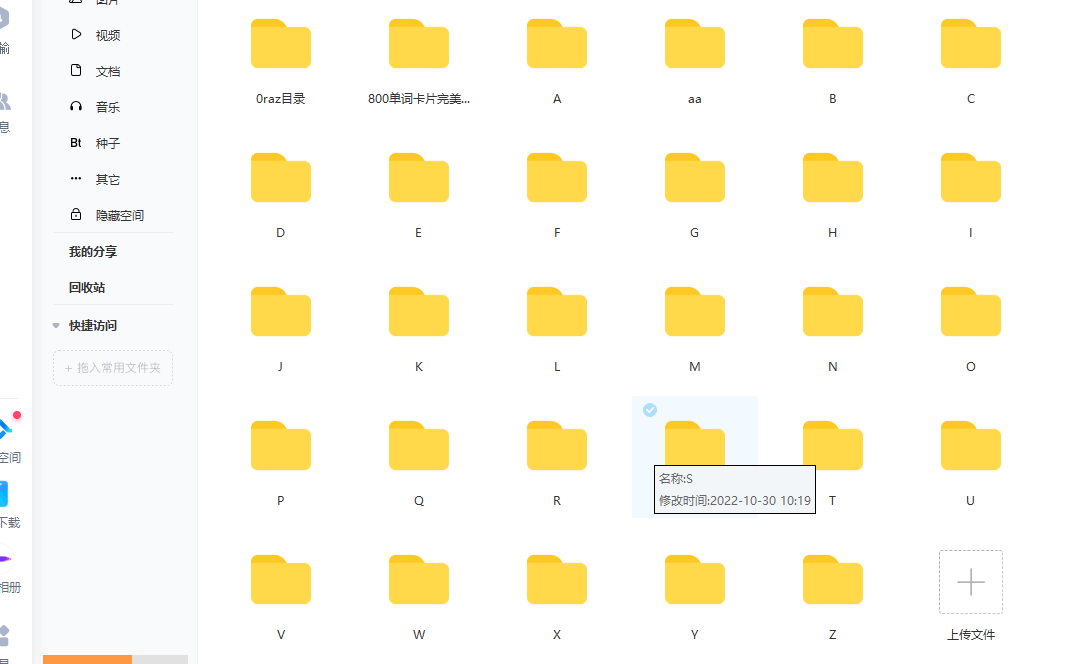 输
息
空间
下载
相册
图片
视频
文档
音乐
Bt 种子
其它
隐藏空间
我的分享
回收站
快捷访问
+ 拖入常用文件夹
0raz目录
800单词卡片完美...
A
aa
B
C
D
E
F
G
H
I
J
K
L
M
N
O
P
Q
R
名称:S
修改时间:2022-10-30 10:19
T
U
V
W
X
Y
Z
上传文件